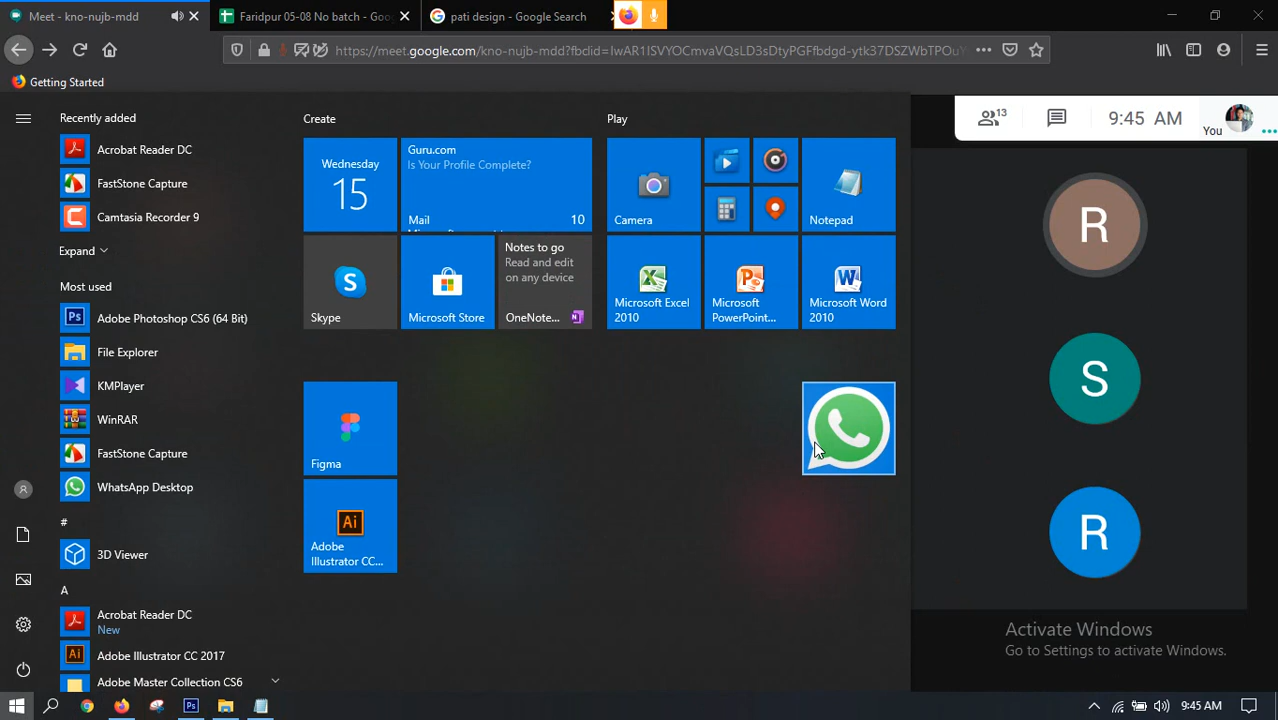 Meet - kno-nujb-mdd
Faridpur 05-08 No batch - Goo
pati design - Google Search
https://meet.google.com/kno-nujb-mdd?fbclid=IwAR1ISVYOCmvaVQsLD3sDtyPGFfbdgd-ytk37DSZWbTPOuY
Getting Started
Recently added
Acrobat Reader DC
FastStone Capture
Camtasia Recorder 9
Expand
Most used
Adobe Photoshop CS6 (64 Bit)
File Explorer
KMPlayer
WinRAR
FastStone Capture
WhatsApp Desktop
#
3D Viewer
A
Acrobat Reader DC
New
Adobe Illustrator CC 2017
Adobe Master Collection CS6
Create
Wednesday
15
Guru.com
Is Your Profile Complete?
Mail 10
Skype
Microsoft Store
Notes to go
Read and edit
on any device
OneNote...
Figma
Adobe
Illustrator CC...
Play
Camera
Notepad
Microsoft Excel
2010
Microsoft
PowerPoint...
Microsoft Word
2010
13
9:45 AM
You
R
S
R
Activate Windows
Go to Settings to activate Windows.
9:45 AM